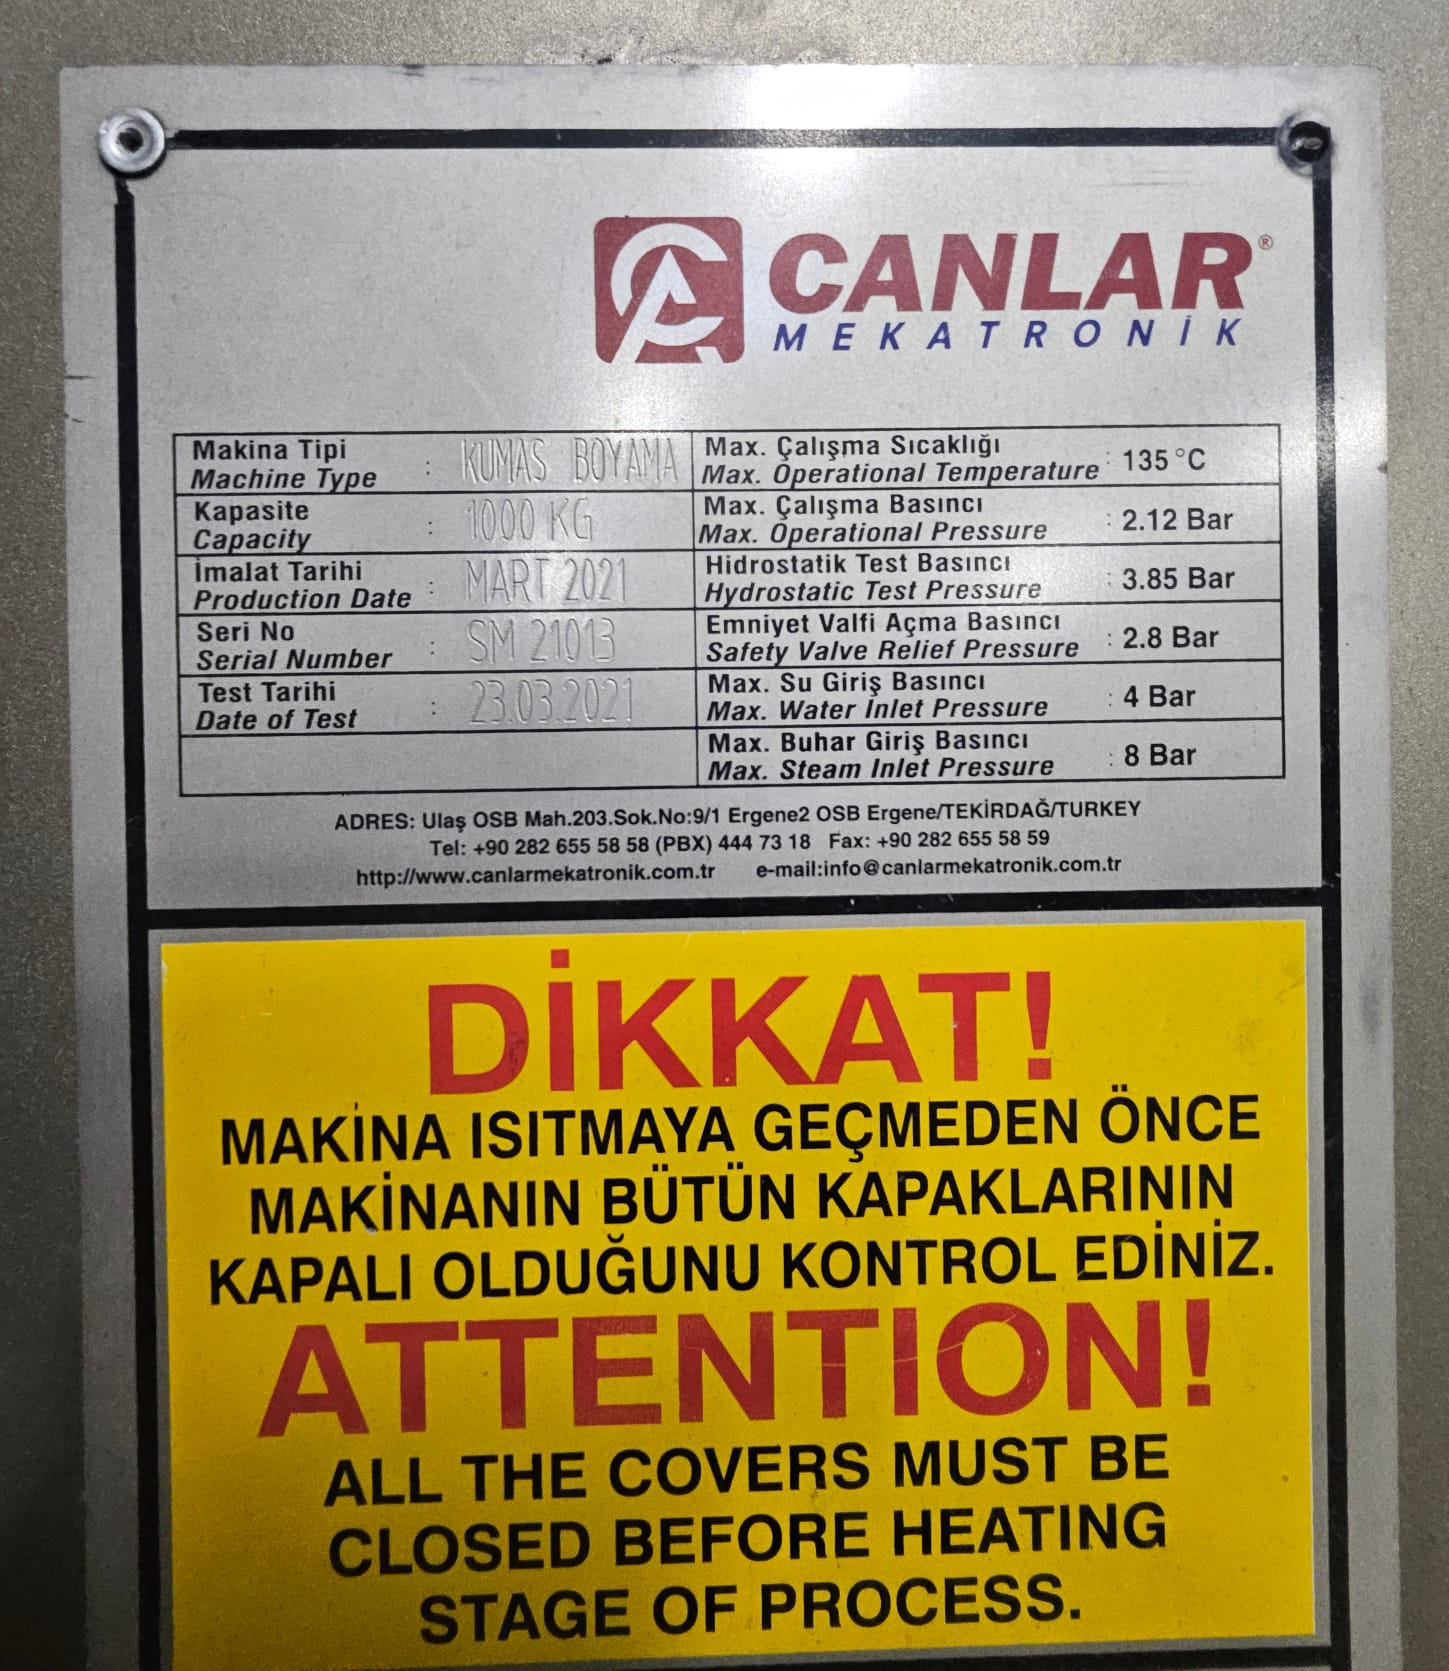 CANLAR®
MEKATRONİK
Makina Tipi
Machine Type : KUMAS BOYAMA
Kapasite
Capacity : 1000 KG
İmalat Tarihi
Production Date : MART 2021
Seri No
Serial Number : SM 21013
Test Tarihi
Date of Test : 23.03.2021
Max. Çalışma Sıcaklığı
Max. Operational Temperature : 135 °C
Max. Çalışma Basıncı
Max. Operational Pressure : 2.12 Bar
Hidrostatik Test Basıncı
Hydrostatic Test Pressure : 3.85 Bar
Emniyet Valfi Açma Basıncı
Safety Valve Relief Pressure : 2.8 Bar
Max. Su Giriş Basıncı
Max. Water Inlet Pressure : 4 Bar
Max. Buhar Giriş Basıncı
Max. Steam Inlet Pressure : 8 Bar
ADRES: Ulaş OSB Mah.203.Sok.No:9/1 Ergene2 OSB Ergene/TEKİRDAĞ/TURKEY
Tel: +90 282 655 58 58 (PBX) 444 73 18 Fax: +90 282 655 58 59
http://www.canlarmekatronik.com.tr e-mail:info@canlarmekatronik.com.tr
DİKKAT!
MAKİNA ISITMAYA GEÇMEDEN ÖNCE
MAKİNANIN BÜTÜN KAPAKLARININ
KAPALI OLDUĞUNU KONTROL EDİNİZ.
ATTENTION!
ALL THE COVERS MUST BE
CLOSED BEFORE HEATING
STAGE OF PROCESS.